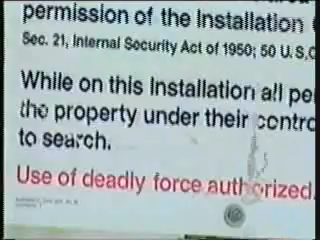 permission of the Installation
Sec. 21, Internal Security Act of 1950; 50 U.S.C
While on this Installation all pe
the property under their contro
to search.
Use of deadly force authorized.